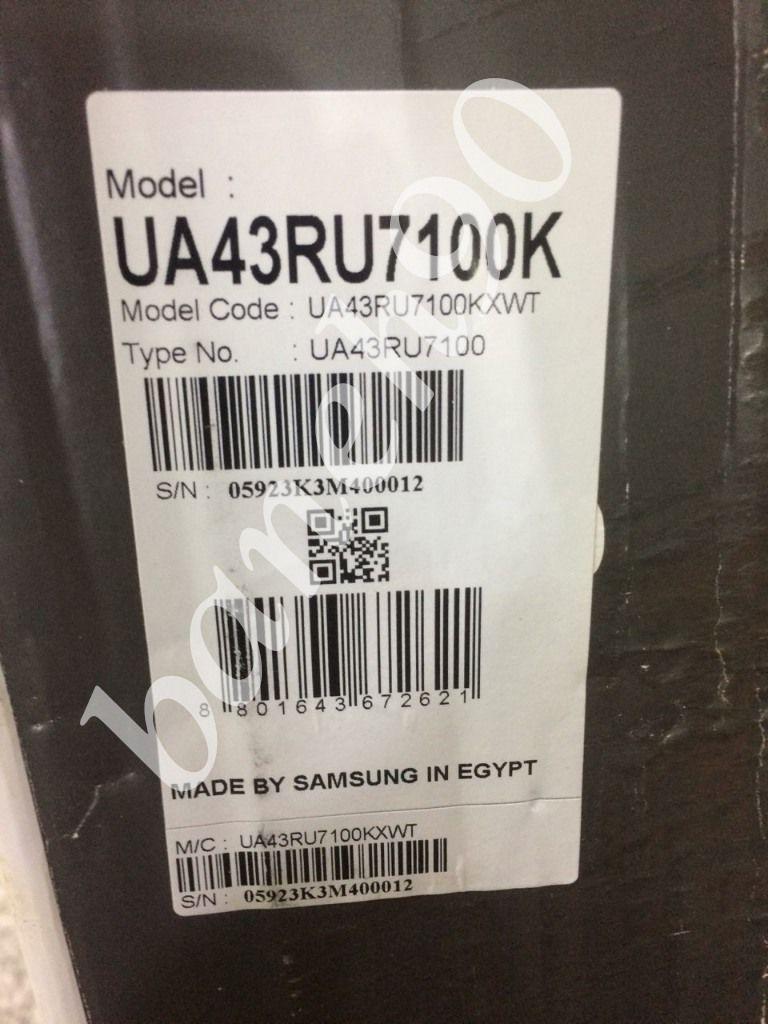 Model :
UA43RU7100K
Model Code : UA43RU7100KXWT
Type No. : UA43RU7100
S/N : 05923K3M400012
8 801643 672621
MADE BY SAMSUNG IN EGYPT
M/C : UA43RU7100KXWT
S/N : 05923K3M400012
banehoo